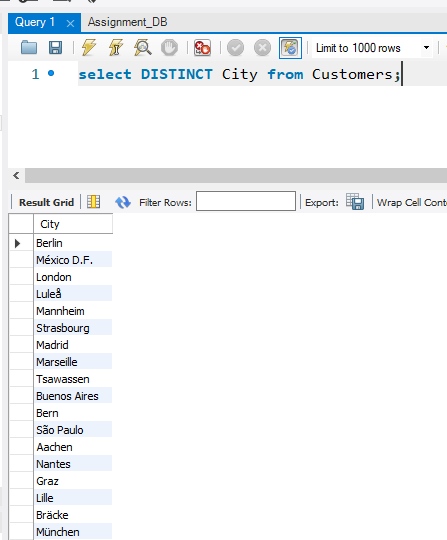 Query 1 Assignment_DB
Limit to 1000 rows
1 select DISTINCT City from Customers;
Result Grid Filter Rows: Export: Wrap Cell Cont
City
Berlin
México D.F.
London
Luleå
Mannheim
Strasbourg
Madrid
Marseille
Tsawassen
Buenos Aires
Bern
São Paulo
Aachen
Nantes
Graz
Lille
Bräcke
München